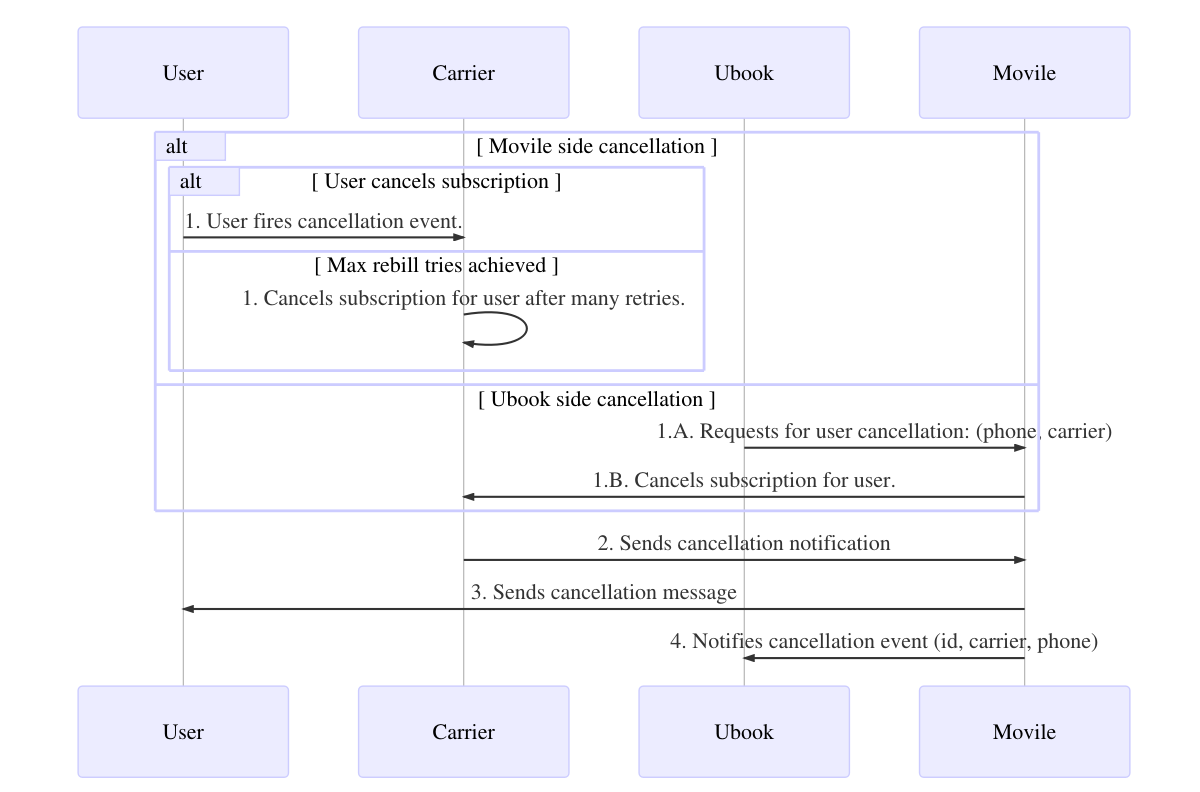 User
Carrier
Ubook
Movile
alt
[ Movile side cancellation ]
alt
[ User cancels subscription ]
1. User fires cancellation event.
[ Max rebill tries achieved ]
1. Cancels subscription for user after many retries.
[ Ubook side cancellation ]
1.A. Requests for user cancellation: (phone, carrier)
1.B. Cancels subscription for user.
2. Sends cancellation notification
3. Sends cancellation message
4. Notifies cancellation event (id, carrier, phone)
User
Carrier
Ubook
Movile